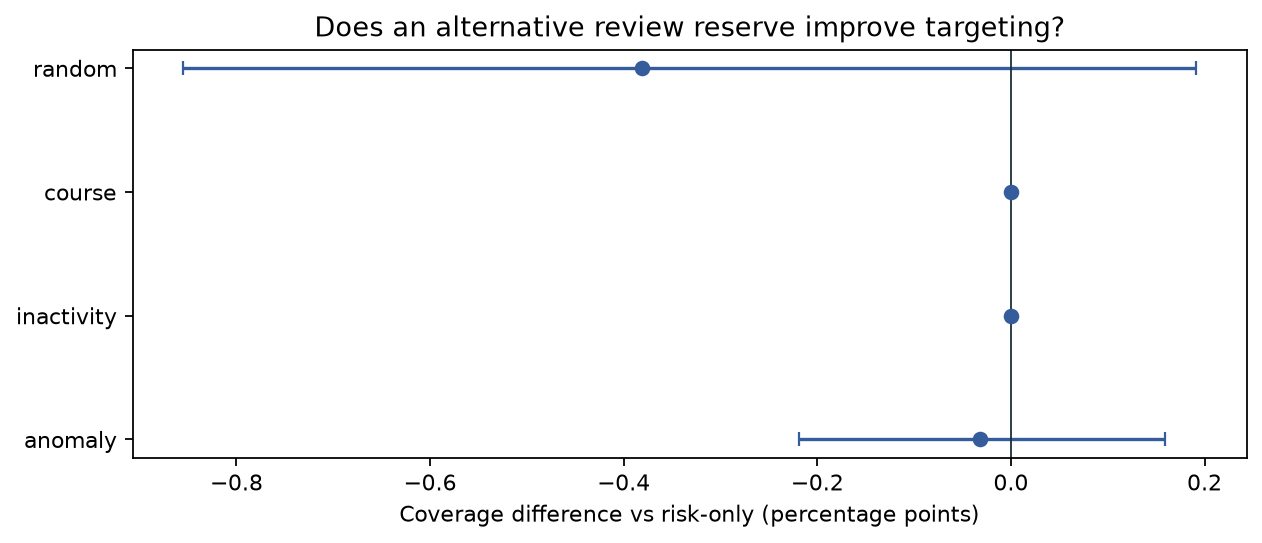 Does an alternative review reserve improve targeting?
random
course
inactivity
anomaly
−0.8 −0.6 −0.4 −0.2 0.0 0.2
Coverage difference vs risk-only (percentage points)